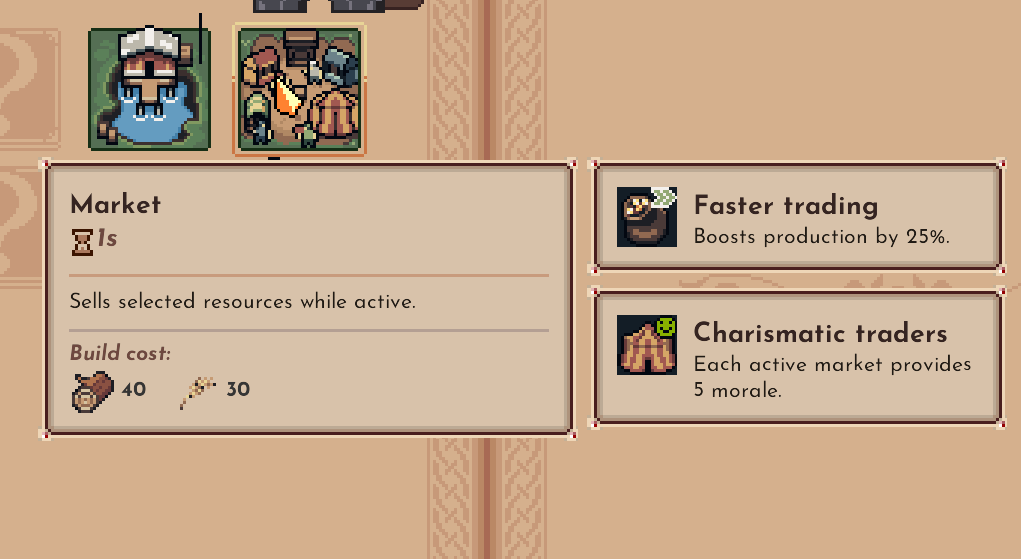 Market
1s
Sells selected resources while active.
Build cost:
40 30
Faster trading
Boosts production by 25%.
Charismatic traders
Each active market provides
5 morale.